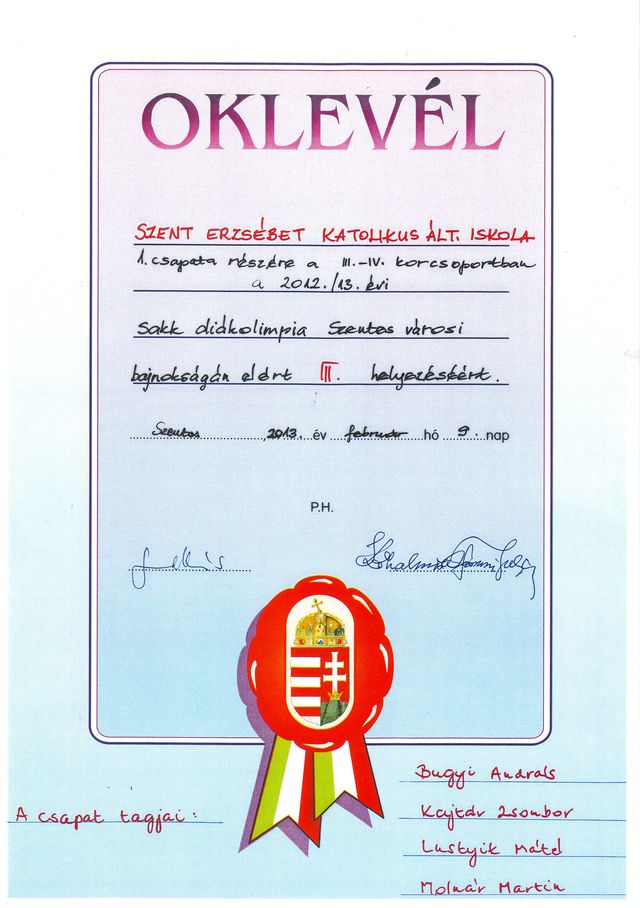 OKLEVÉL
SZENT ERZSÉBET KATOLIKUS ÁLT. ISKOLA
1. csapata részére a III.-IV. korcsoportban
a 2012./13. évi
sakk diákolimpia Szentes városi
bajnokságán elért III. helyezéséért.
Szentes, 2013. év február hó 9. nap
P.H.
A csapat tagjai:
Bugyi András
Kajtár Zsombor
Lustyik Máté
Molnár Martin